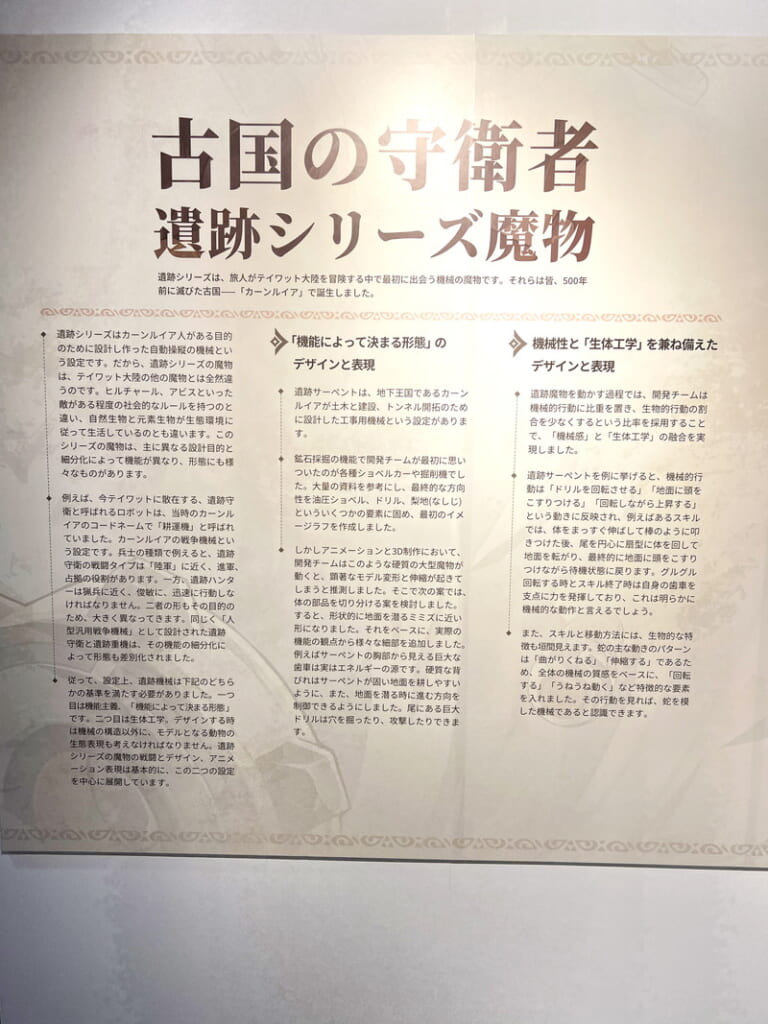 古国の守衛者
遺跡シリーズ魔物
遺跡シリーズは、旅人がテイワット大陸を冒険する中で最初に出会う機械の魔物です。それらは皆、500年
前に滅びた古国——「カーンルイア」で誕生しました。
遺跡シリーズはカーンルイア人がある目的
のために設計し作った自動操縦の機械とい
う設定です。だから、遺跡シリーズの魔物
は、テイワット大陸の他の魔物とは全然違
うのです。ヒルチャール、アビスといった
敵がある程度の社会的なルールを持つのと
違い、自然生物と元素生物が生態環境に
従って生活しているのとも違います。この
シリーズの魔物は、主に異なる設計目的と
細分化によって機能が異なり、形態にも様
々なものがあります。
例えば、今テイワットに散在する、遺跡守
衛と呼ばれるロボットは、当時のカーンル
イアのコードネームで「耕運機」と呼ばれ
ていました。カーンルイアの戦争機械とい
う設定です。兵士の種類で例えると、遺跡
守衛の戦闘タイプは「陸軍」に近く、進軍、
占拠の役割があります。一方、遺跡ハンタ
ーは猟兵に近く、俊敏に、迅速に行動しな
ければなりません。二者の形もその目的の
ため、大きく異なってきます。同じく「人
型汎用戦争機械」として設計された遺跡
守衛と遺跡重機は、その機能の細分化に
よって形態も差別化されました。
従って、設定上、遺跡機械は下記のどちら
かの基準を満たす必要がありました。一つ
目は機能主義、「機能によって決まる形態」
です。二つ目は生体工学。デザインする時
は機械の構造以外に、モデルとなる動物の
生態表現も考えなければなりません。遺跡
シリーズの魔物の戦闘とデザイン、アニメ
ーション表現は基本的に、この二つの設定
を中心に展開しています。
「機能によって決まる形態」の
デザインと表現
遺跡サーペントは、地下王国であるカーン
ルイアが土木と建設、トンネル開拓のため
に設計した工事用機械という設定がありま
す。
鉱石採掘の機能で開発チームが最初に思い
ついたのが各種ショベルカーや掘削機でし
た。大量の資料を参考にし、最終的な方向
性を油圧ショベル、ドリル、梨地(なしじ)
といういくつかの要素に固め、最初のイメ
ージラフを作成しました。
しかしアニメーションと3D制作において、
開発チームはこのような硬質の大型魔物が
動くと、顕著なモデル変形と伸縮が起きて
しまうと推測しました。そこで次の案では、
体の部品を切り分ける案を検討しました。
すると、形状的に地面を潜るミミズに近い
形になりました。それをベースに、実際の
機能の観点から様々な細部を追加しました。
例えばサーペントの胸部から見える巨大な
歯車は実はエネルギーの源です。硬質な背
びれはサーペントが固い地面を耕しやすい
ように、また、地面を潜る時に進む方向を
制御できるようにしました。尾にある巨大
ドリルは穴を掘ったり、攻撃したりできま
す。
機械性と「生体工学」を兼ね備えた
デザインと表現
遺跡魔物を動かす過程では、開発チームは
機械的行動に比重を置き、生物的行動の割
合を少なくするという比率を採用すること
で、「機械感」と「生体工学」の融合を実
現しました。
遺跡サーペントを例に挙げると、機械的行
動は「ドリルを回転させる」「地面に頭を
こすりつける」「回転しながら上昇する」
という動きに反映され、例えばあるスキル
では、体をまっすぐ伸ばして棒のように叩
きつけた後、尾を円心に扇型に体を回して
地面を転がり、最終的に地面に頭をこすり
つけながら待機状態に戻ります。グルグル
回転する時とスキル終了時は自身の歯車を
支点に力を発揮しており、これは明らかに
機械的な動作と言えるでしょう。
また、スキルと移動方法には、生物的な特
徴も垣間見えます。蛇の主な動きのパターン
は「曲がりくねる」「伸縮する」であるた
め、全体の機械の質感をベースに、「回転
する」「うねうね動く」など特徴的な要素
を入れました。その行動を見れば、蛇を模
した機械であると認識できます。